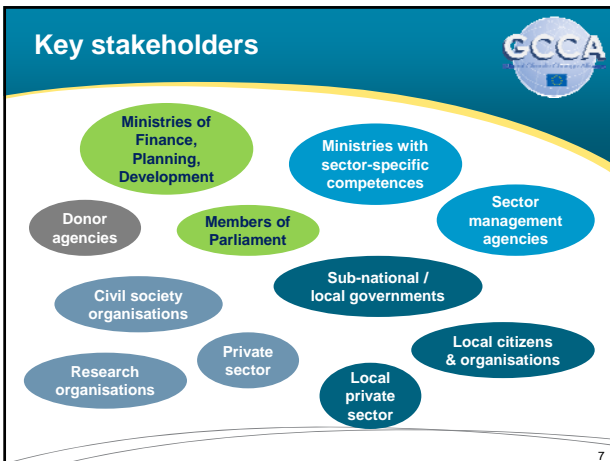 Key stakeholders
GCCA
Ministries of
Finance,
Planning,
Development
Ministries with
sector-specific
competences
Donor
agencies
Members of
Parliament
Sector
management
agencies
Sub-national /
local governments
Civil society
organisations
Private
sector
Local citizens
& organisations
Research
organisations
Local
private
sector
7